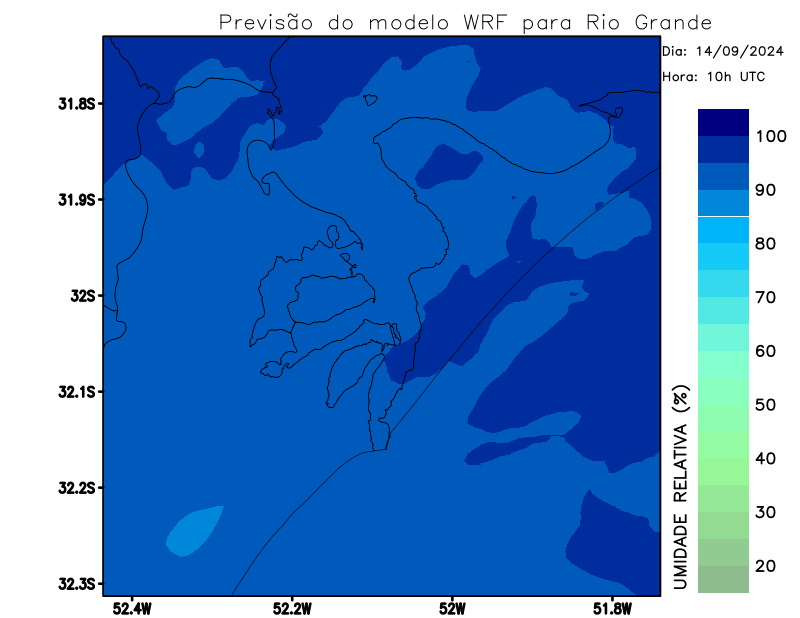 Previsão do modelo WRF para Rio Grande
Dia: 14/09/2024
Hora: 10h UTC
31.8S
31.9S
32S
32.1S
32.2S
32.3S
52.4W
52.2W
52W
51.8W
100
90
80
70
60
50
40
30
20
UMIDADE RELATIVA (%)